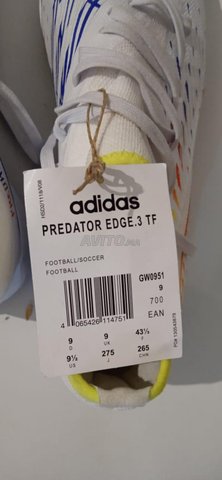 adidas
PREDATOR EDGE.3 TF
AVITO.MA
FOOTBALL/SOCCER
FOOTBALL
GW0951
9
700
EAN
4 065426 114751
9 9 43⅓
D UK F
9½ 275 265
US J CHN